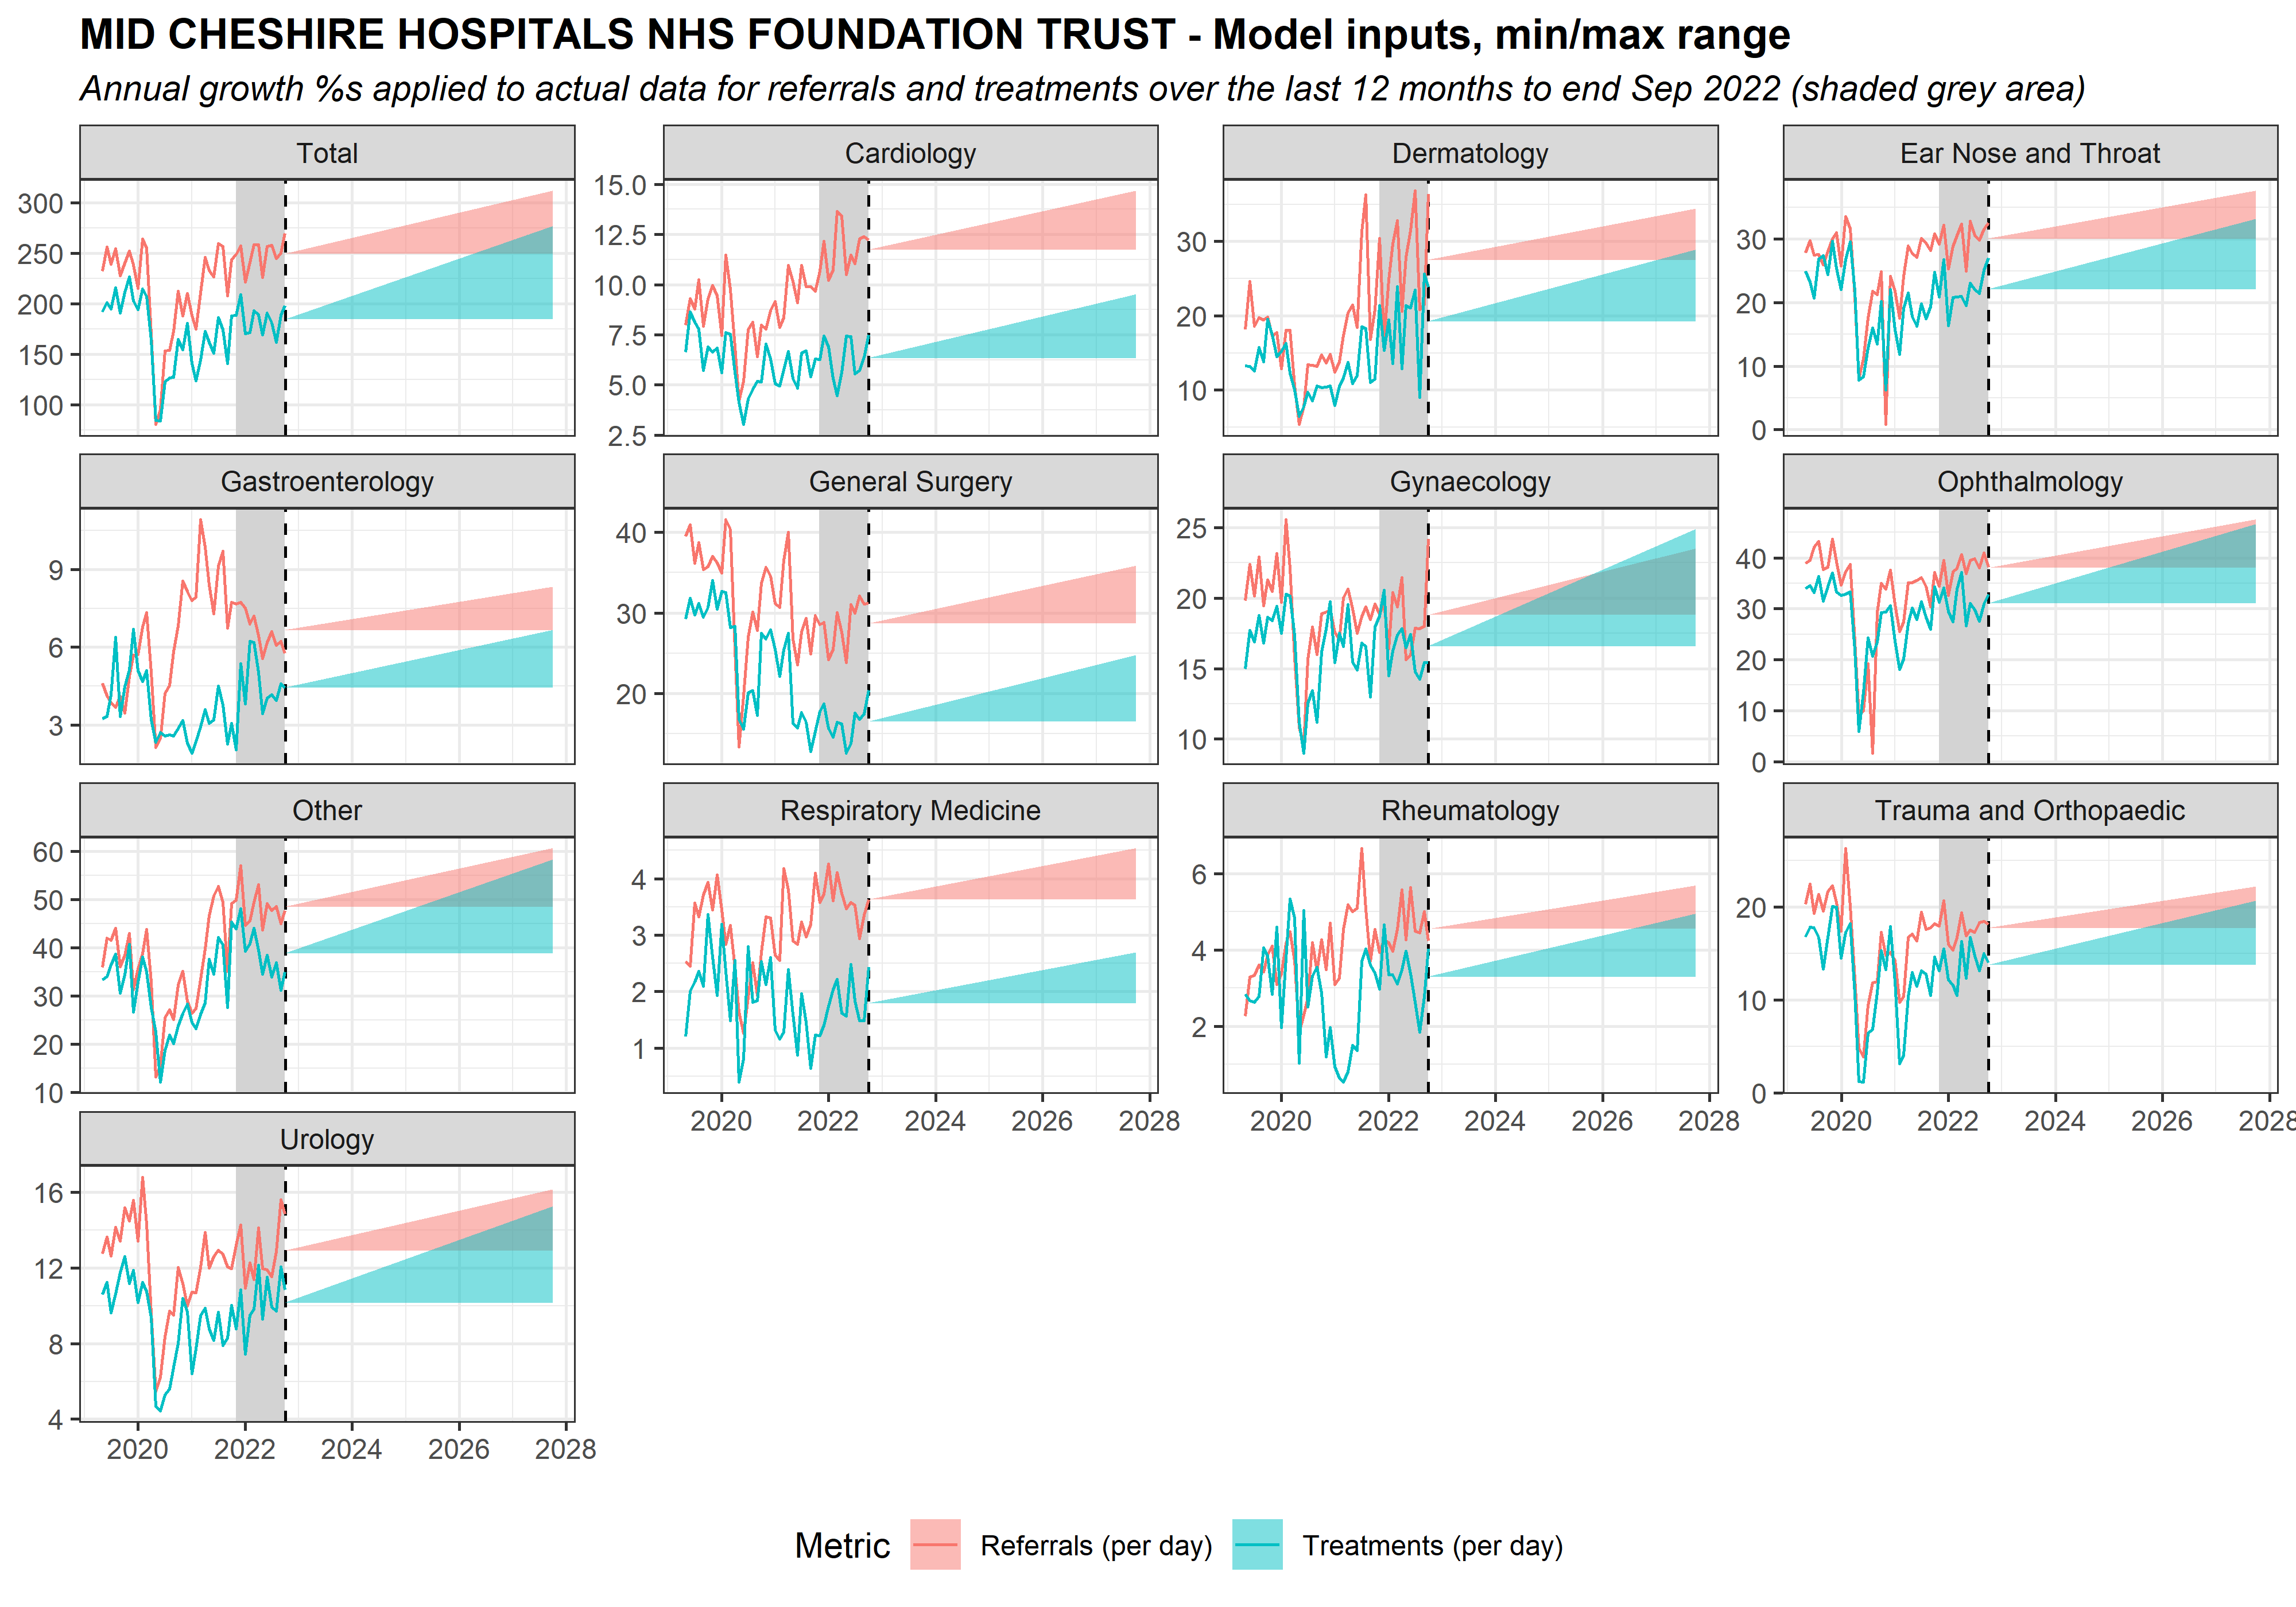 MID CHESHIRE HOSPITALS NHS FOUNDATION TRUST - Model inputs, min/max range
Annual growth %s applied to actual data for referrals and treatments over the last 12 months to end Sep 2022 (shaded grey area)
Total
Cardiology
Dermatology
Ear Nose and Throat
300
250
200
150
100
15.0
12.5
10.0
7.5
5.0
2.5
30
20
10
30
20
10
0
Gastroenterology
General Surgery
Gynaecology
Ophthalmology
9
6
3
40
30
20
25
20
15
10
40
30
20
10
0
Other
Respiratory Medicine
Rheumatology
Trauma and Orthopaedic
60
50
40
30
20
10
4
3
2
1
6
4
2
20
10
0
2020 2022 2024 2026 2028
2020 2022 2024 2026 2028
2020 2022 2024 2026 2028
Urology
16
12
8
4
2020 2022 2024 2026 2028
Metric
Referrals (per day)
Treatments (per day)